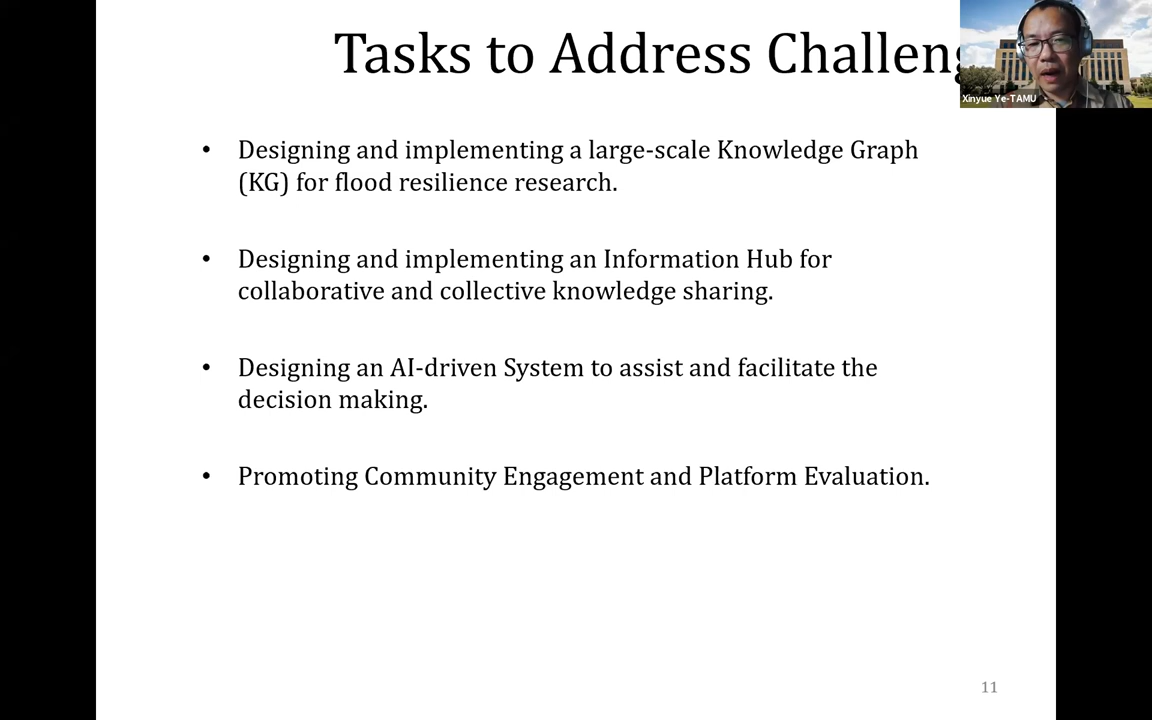 Tasks to Address Challeng
Xinyue Ye-TAMU
• Designing and implementing a large-scale Knowledge Graph
(KG) for flood resilience research.
• Designing and implementing an Information Hub for
collaborative and collective knowledge sharing.
• Designing an AI-driven System to assist and facilitate the
decision making.
• Promoting Community Engagement and Platform Evaluation.
11